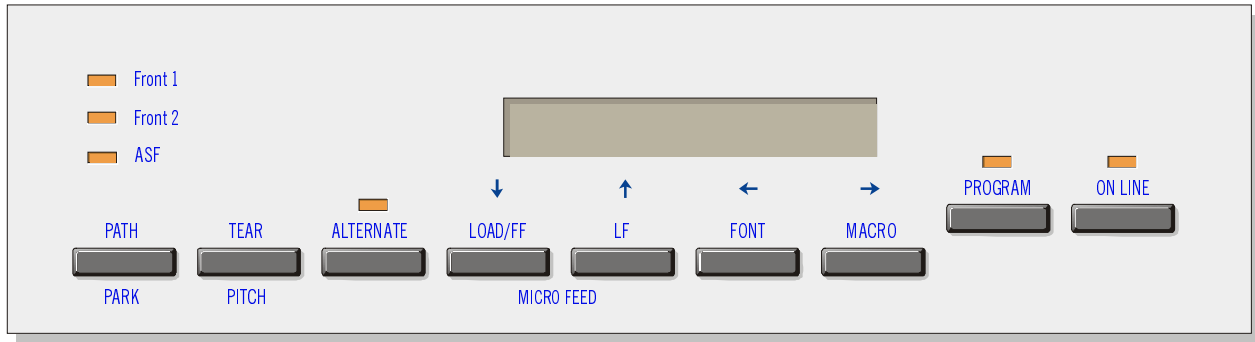 Front 1
Front 2
ASF
↓ ↑ ← →
PROGRAM ON LINE
PATH TEAR ALTERNATE LOAD/FF LF FONT MACRO
PARK PITCH MICRO FEED